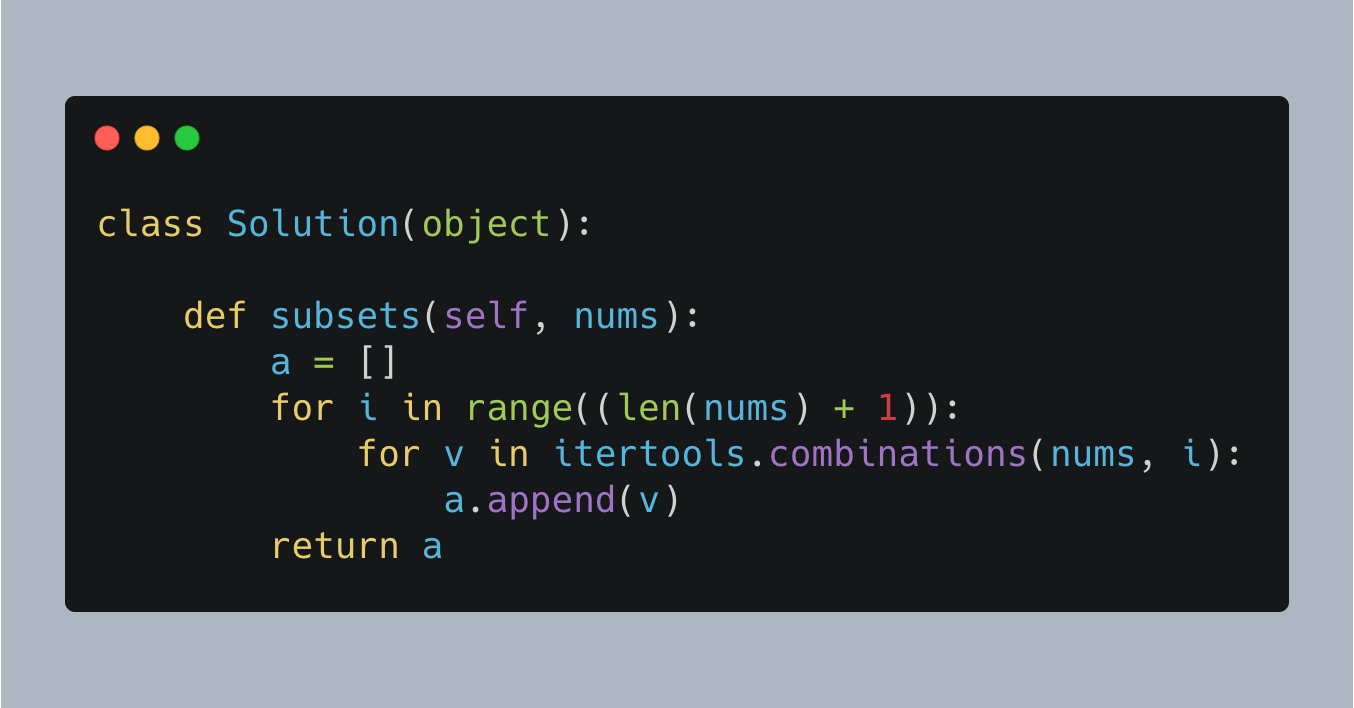 class Solution(object):
    def subsets(self, nums):
        a = []
        for i in range((len(nums) + 1)):
            for v in itertools.combinations(nums, i):
                a.append(v)
        return a